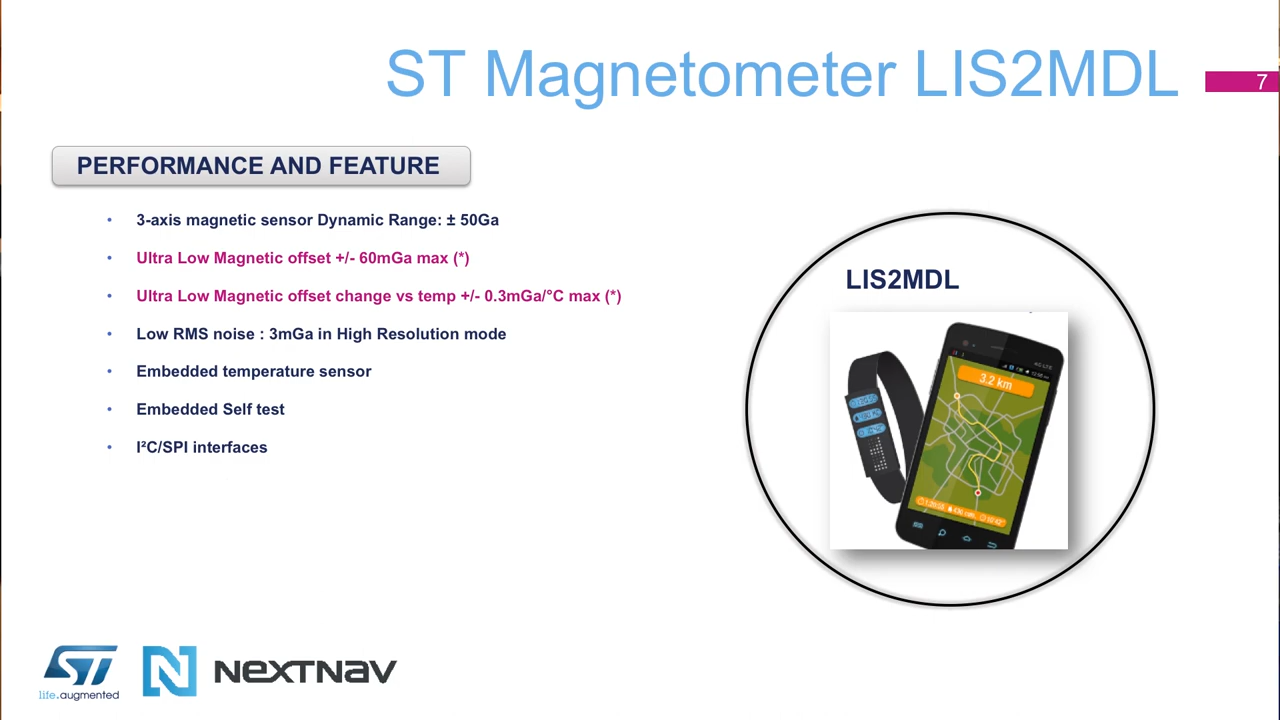 ST Magnetometer LIS2MDL
7
PERFORMANCE AND FEATURE
• 3-axis magnetic sensor Dynamic Range: ± 50Ga
• Ultra Low Magnetic offset +/- 60mGa max (*)
• Ultra Low Magnetic offset change vs temp +/- 0.3mGa/°C max (*)
• Low RMS noise : 3mGa in High Resolution mode
• Embedded temperature sensor
• Embedded Self test
• I²C/SPI interfaces
LIS2MDL
3.2 km
ST
life.augmented
NEXTNAV